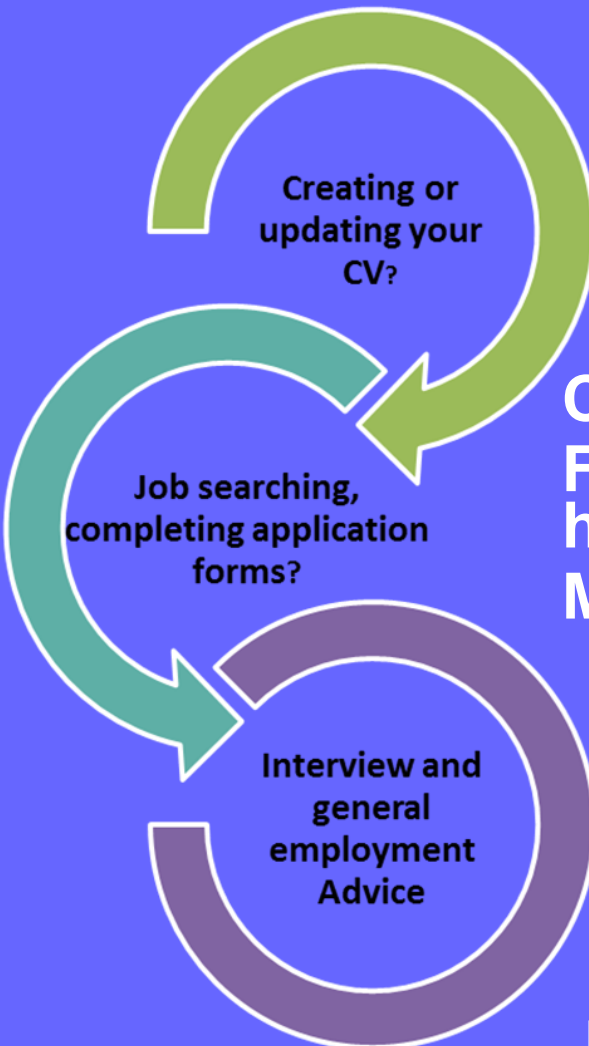 Creating or
updating your
CV?
Job searching,
completing application
forms?
Interview and
general
employment
Advice